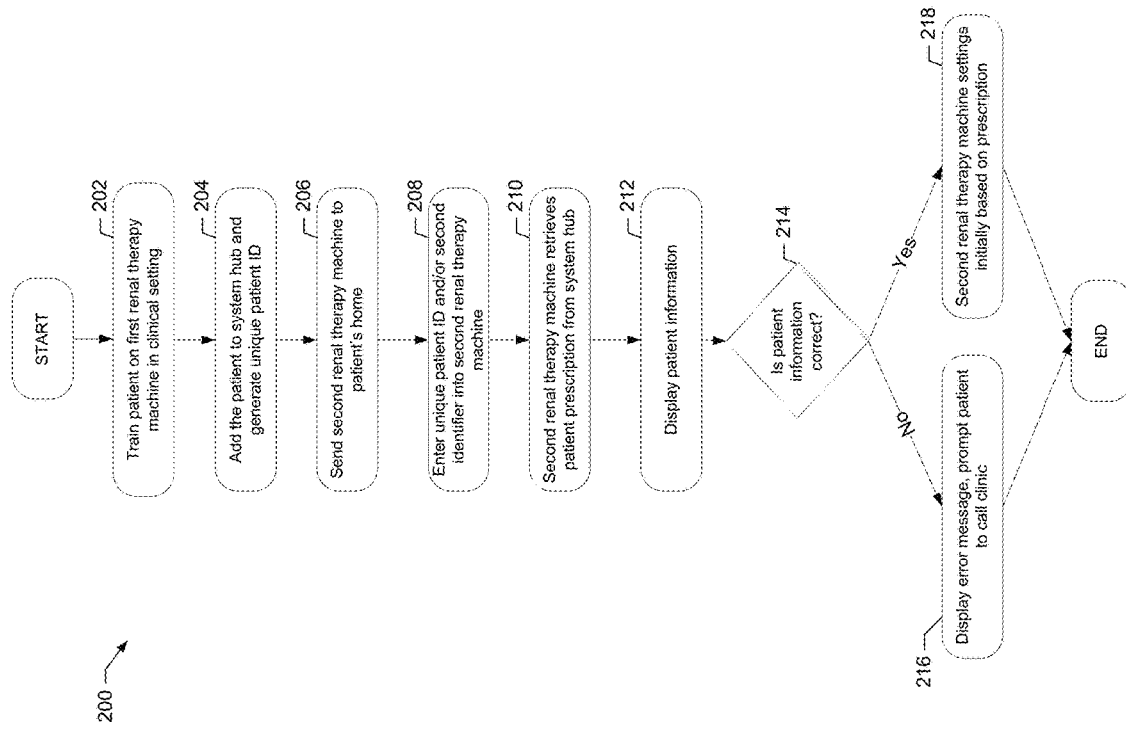 200
START
202
Train patient on first renal therapy
machine in clinical setting
204
Add the patient to system hub and
generate unique patient ID
206
Send second renal therapy machine to
patient's home
208
Enter unique patient ID and/or second
identifier into second renal therapy
machine
210
Second renal therapy machine retrieves
patient prescription from system hub
212
Display patient information
214
Is patient
information
correct?
No
Yes
216
Display error message, prompt patient
to call clinic
218
Second renal therapy machine settings
initially based on prescription
END